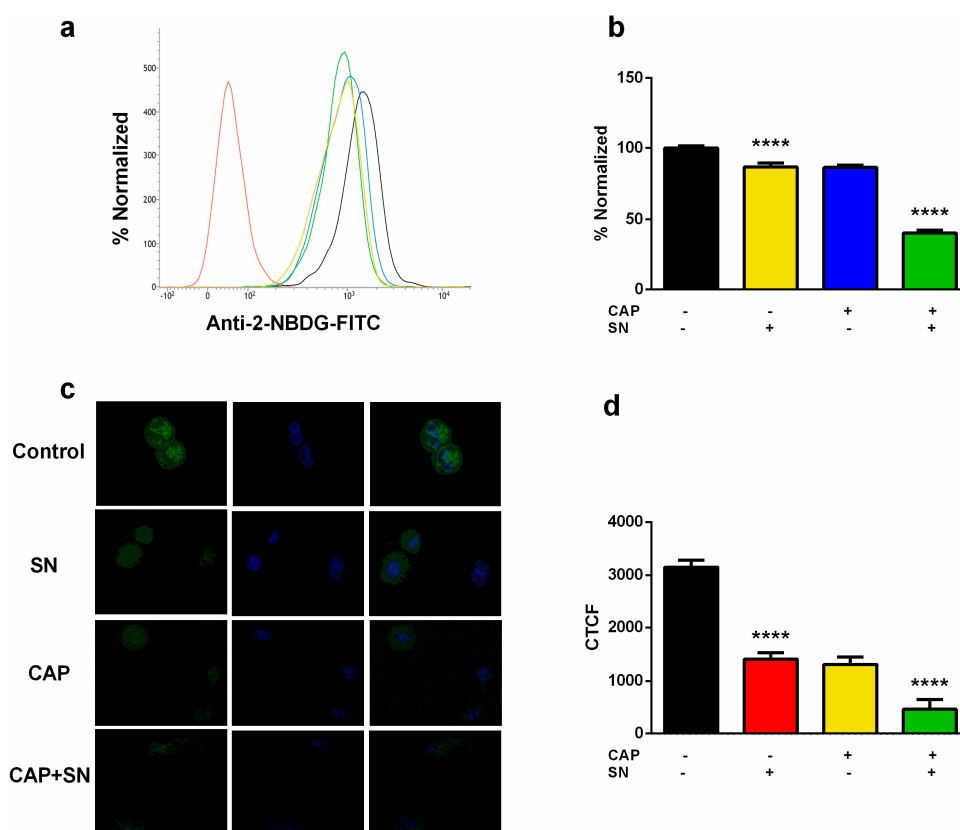 a
% Normalized
500
400
300
200
100
0
-10²
0
10²
10³
10⁴
Anti-2-NBDG-FITC
b
% Normalized
150
100
50
0
****
****
CAP - - + +
SN - + - +
c
Control
SN
CAP
CAP+SN
d
CTCF
4000
3000
2000
1000
0
****
****
CAP - - + +
SN - + - +